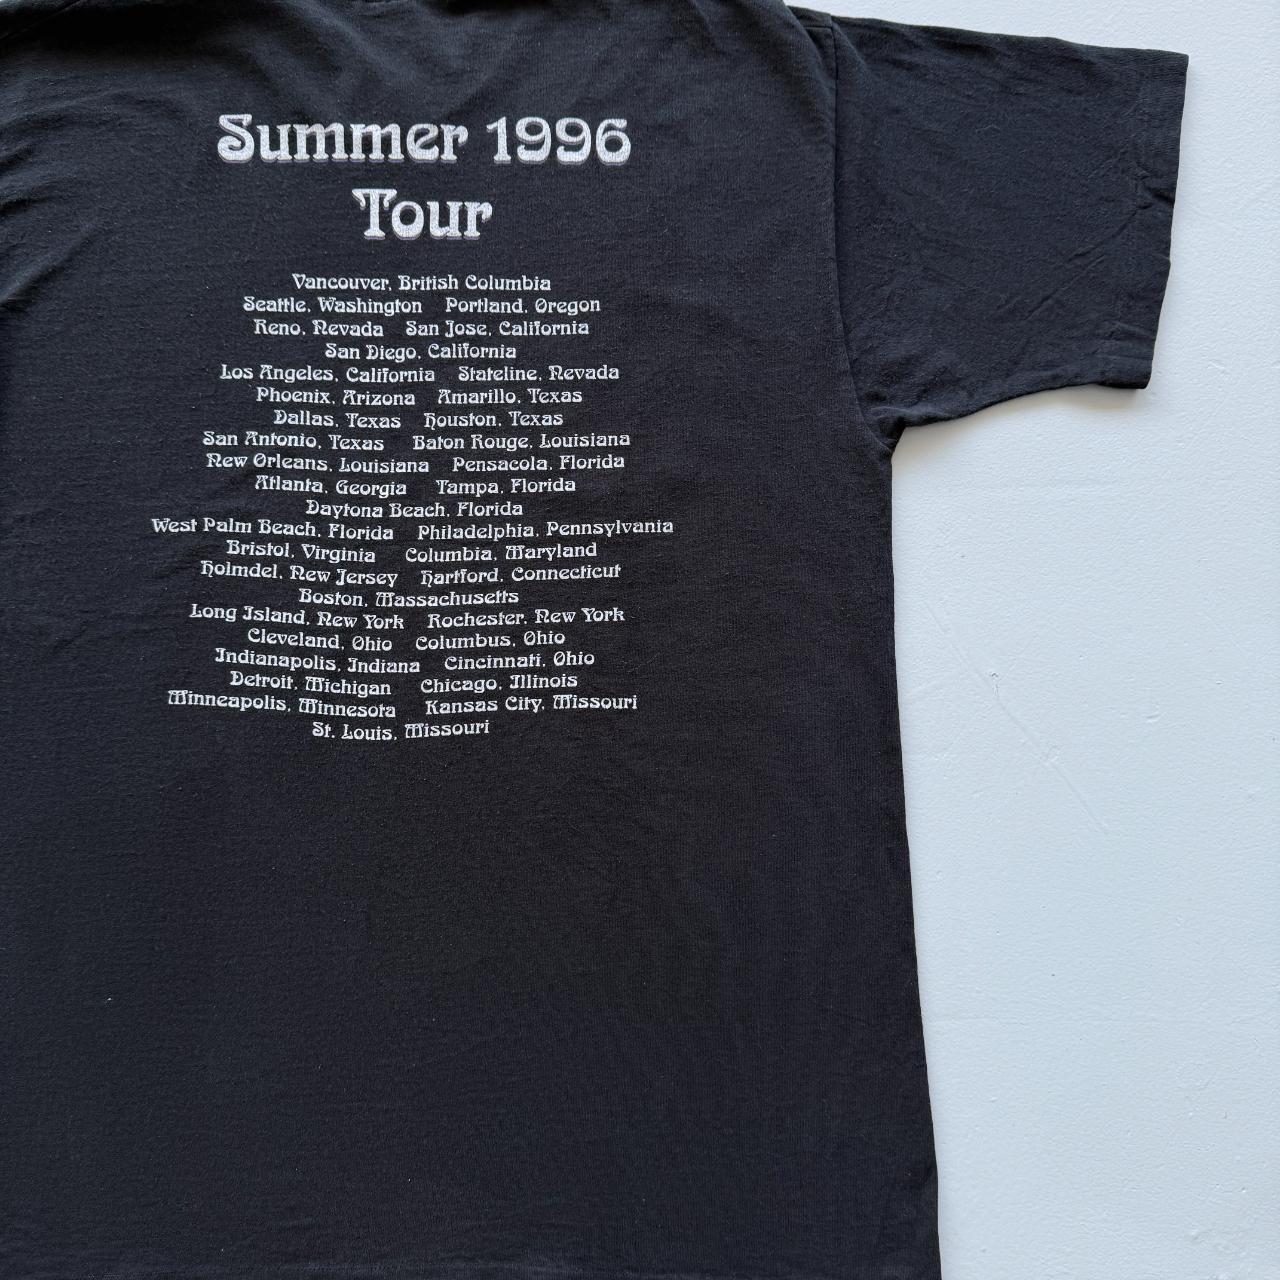 Summer 1996
Tour
Vancouver, British Columbia
Seattle, Washington Portland, Oregon
Reno, Nevada San Jose, California
San Diego, California
Los Angeles, California Stateline, Nevada
Phoenix, Arizona Amarillo, Texas
Dallas, Texas Houston, Texas
San Antonio, Texas Baton Rouge, Louisiana
New Orleans, Louisiana Pensacola, Florida
Atlanta, Georgia Tampa, Florida
Daytona Beach, Florida
West Palm Beach, Florida Philadelphia, Pennsylvania
Bristol, Virginia Columbia, Maryland
Holmdel, New Jersey Hartford, Connecticut
Boston, Massachusetts
Long Island, New York Rochester, New York
Cleveland, Ohio Columbus, Ohio
Indianapolis, Indiana Cincinnati, Ohio
Detroit, Michigan Chicago, Illinois
Minneapolis, Minnesota Kansas City, Missouri
St. Louis, Missouri